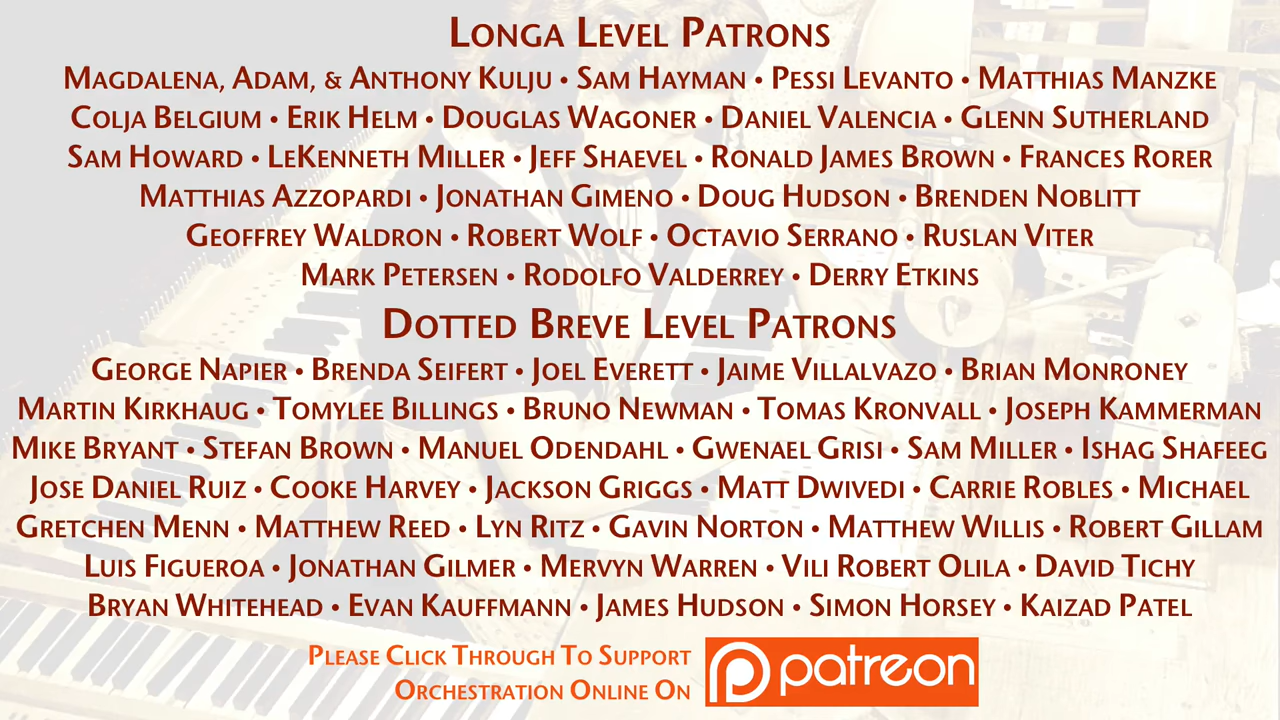 Longa Level Patrons
Magdalena, Adam, & Anthony Kulju • Sam Hayman • Pessi Levanto • Matthias Manzke
Colja Belgium • Erik Helm • Douglas Wagoner • Daniel Valencia • Glenn Sutherland
Sam Howard • LeKenneth Miller • Jeff Shaevel • Ronald James Brown • Frances Rorer
Matthias Azzopardi • Jonathan Gimeno • Doug Hudson • Brenden Noblitt
Geoffrey Waldron • Robert Wolf • Octavio Serrano • Ruslan Viter
Mark Petersen • Rodolfo Valderrey • Derry Etkins
Dotted Breve Level Patrons
George Napier • Brenda Seifert • Joel Everett • Jaime Villalvazo • Brian Monroney
Martin Kirkhaug • Tomylee Billings • Bruno Newman • Tomas Kronvall • Joseph Kammerman
Mike Bryant • Stefan Brown • Manuel Odendahl • Gwenael Grisi • Sam Miller • Ishag Shafeeg
Jose Daniel Ruiz • Cooke Harvey • Jackson Griggs • Matt Dwivedi • Carrie Robles • Michael
Gretchen Menn • Matthew Reed • Lyn Ritz • Gavin Norton • Matthew Willis • Robert Gillam
Luis Figueroa • Jonathan Gilmer • Mervyn Warren • Vili Robert Olila • David Tichy
Bryan Whitehead • Evan Kauffmann • James Hudson • Simon Horsey • Kaizad Patel
Please Click Through To Support
Orchestration Online On
patreon